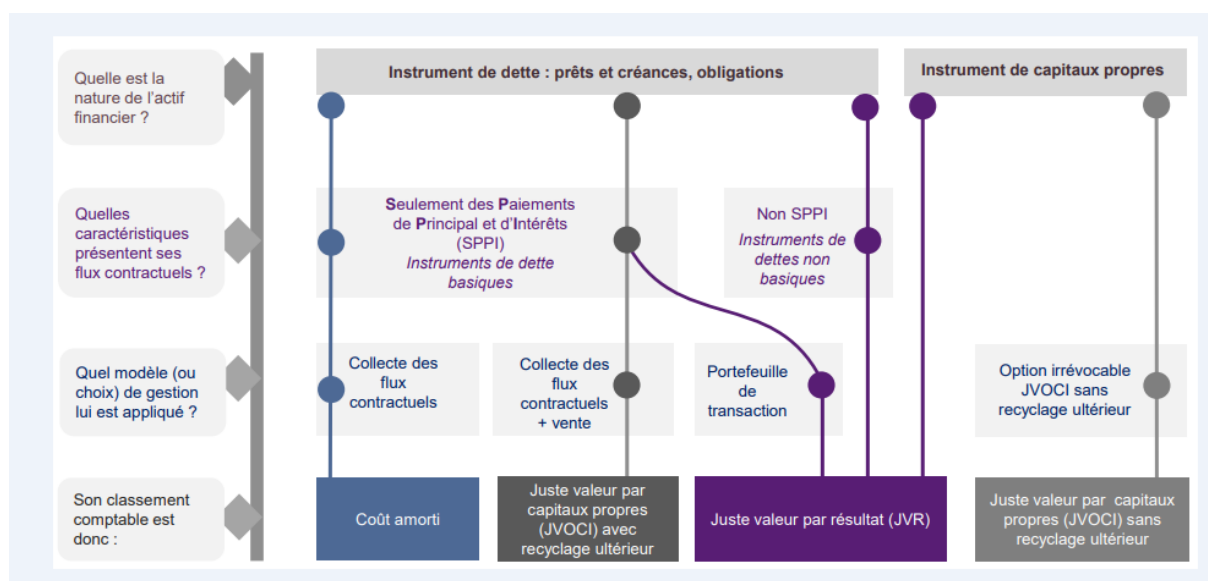 Quelle est la
nature de l'actif
financier ?
Instrument de dette : prêts et créances, obligations
Instrument de capitaux propres
Quelles
caractéristiques
présentent ses
flux contractuels ?
Seulement des Paiements
de Principal et d'Intérêts
(SPPI)
Instruments de dette
basiques
Non SPPI
Instruments de
dettes non
basiques
Quel modèle (ou
choix) de gestion
lui est appliqué ?
Collecte des
flux
contractuels
Collecte des
flux
contractuels
+ vente
Portefeuille
de
transaction
Option irrévocable
JVOCI sans
recyclage ultérieur
Son classement
comptable est
donc :
Coût amorti
Juste valeur par
capitaux propres
(JVOCI) avec
recyclage ultérieur
Juste valeur par résultat (JVR)
Juste valeur par capitaux
propres (JVOCI) sans
recyclage ultérieur